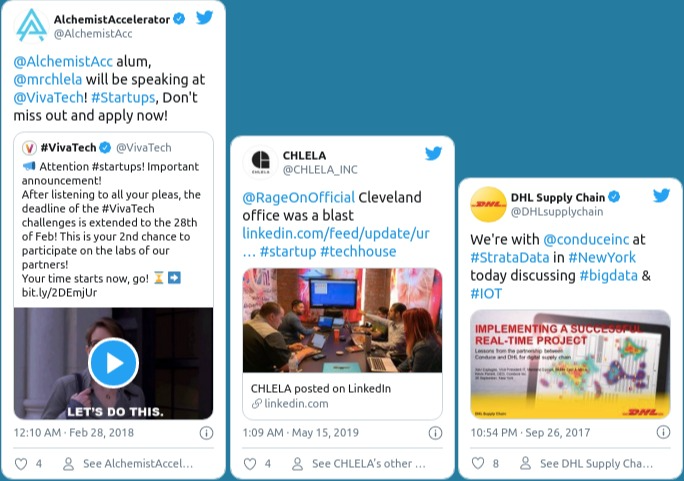 AlchemistAccelerator
@AlchemistAcc
@AlchemistAcc alum,
@mrchlela will be speaking at
@VivaTech! #Startups, Don't
miss out and apply now!
#VivaTech @VivaTech
Attention #startups! Important
announcement!
After listening to all your pleas, the
deadline of the #VivaTech
challenges is extended to the 28th
of Feb! This is your 2nd chance to
participate on the labs of our
partners!
Your time starts now, go! ⏳➡️
bit.ly/2DEmjUr
LET'S DO THIS.
12:10 AM · Feb 28, 2018
4 See AlchemistAccel...
CHLELA
CHLELA
@CHLELA_INC
@RageOnOfficial Cleveland
office was a blast
linkedin.com/feed/update/ur
... #startup #techhouse
CHLELA posted on LinkedIn
linkedin.com
1:09 AM · May 15, 2019
4 See CHLELA's other ...
DHL
DHL Supply Chain
@DHLsupplychain
We're with @conduceinc at
#StrataData in #NewYork
today discussing #bigdata &
#IOT
IMPLEMENTING A SUCCESSFUL
REAL-TIME PROJECT
Lessons from the partnership between
Conduce and DHL for digital supply chain
DHL Supply Chain
DHL
10:54 PM · Sep 26, 2017
8 See DHL Supply Cha...